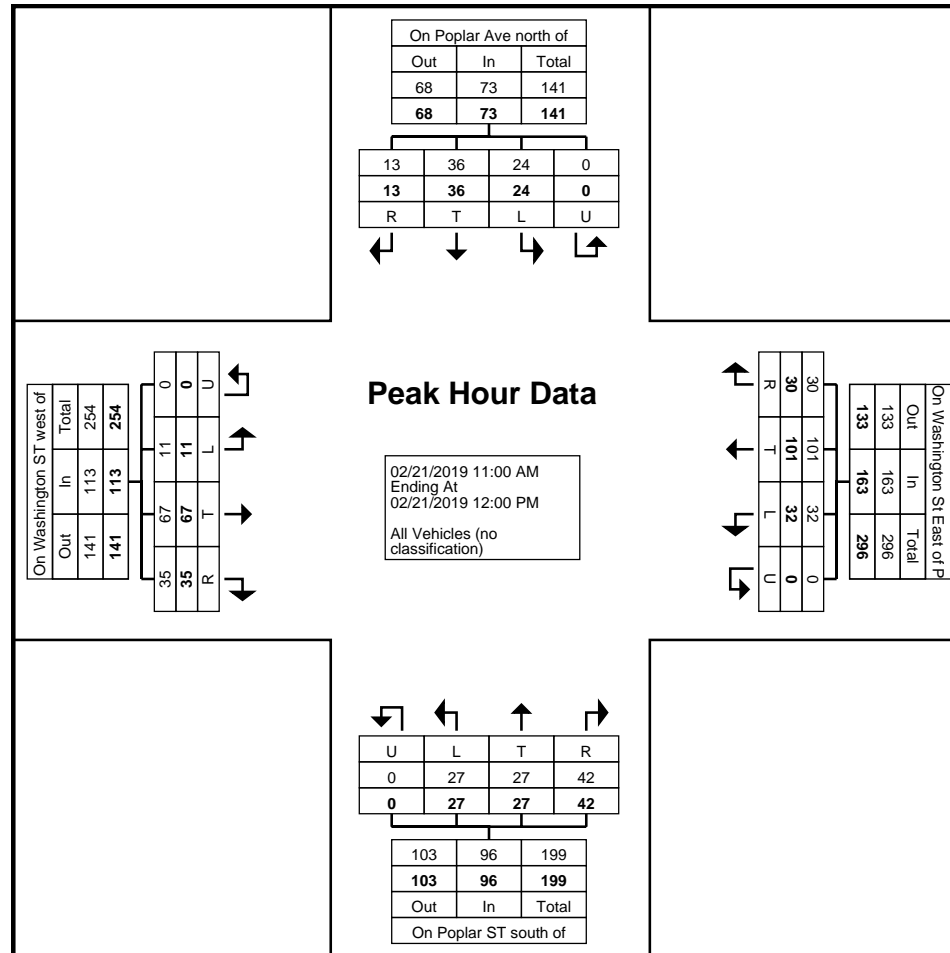 On Poplar Ave north of
Out In Total
68 73 141
68 73 141
13 36 24 0
13 36 24 0
R T L U
On Washington ST west of
Total In Out
254 113 141
254 113 141
0 11 67 35
0 11 67 35
U L T R
Peak Hour Data
02/21/2019 11:00 AM
Ending At
02/21/2019 12:00 PM
All Vehicles (no
classification)
R T L U
30 101 32 0
30 101 32 0
133 163 296
133 163 296
Out In Total
On Washington St East of P
U L T R
0 27 27 42
0 27 27 42
103 96 199
103 96 199
Out In Total
On Poplar ST south of